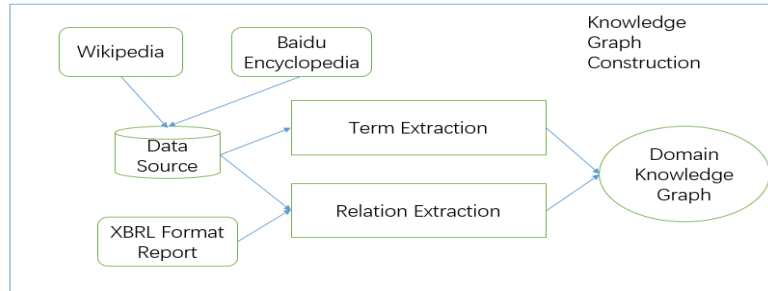 Wikipedia
Baidu
Encyclopedia
Knowledge
Graph
Construction
Data
Source
Term Extraction
Domain
Knowledge
Graph
Relation Extraction
XBRL Format
Report